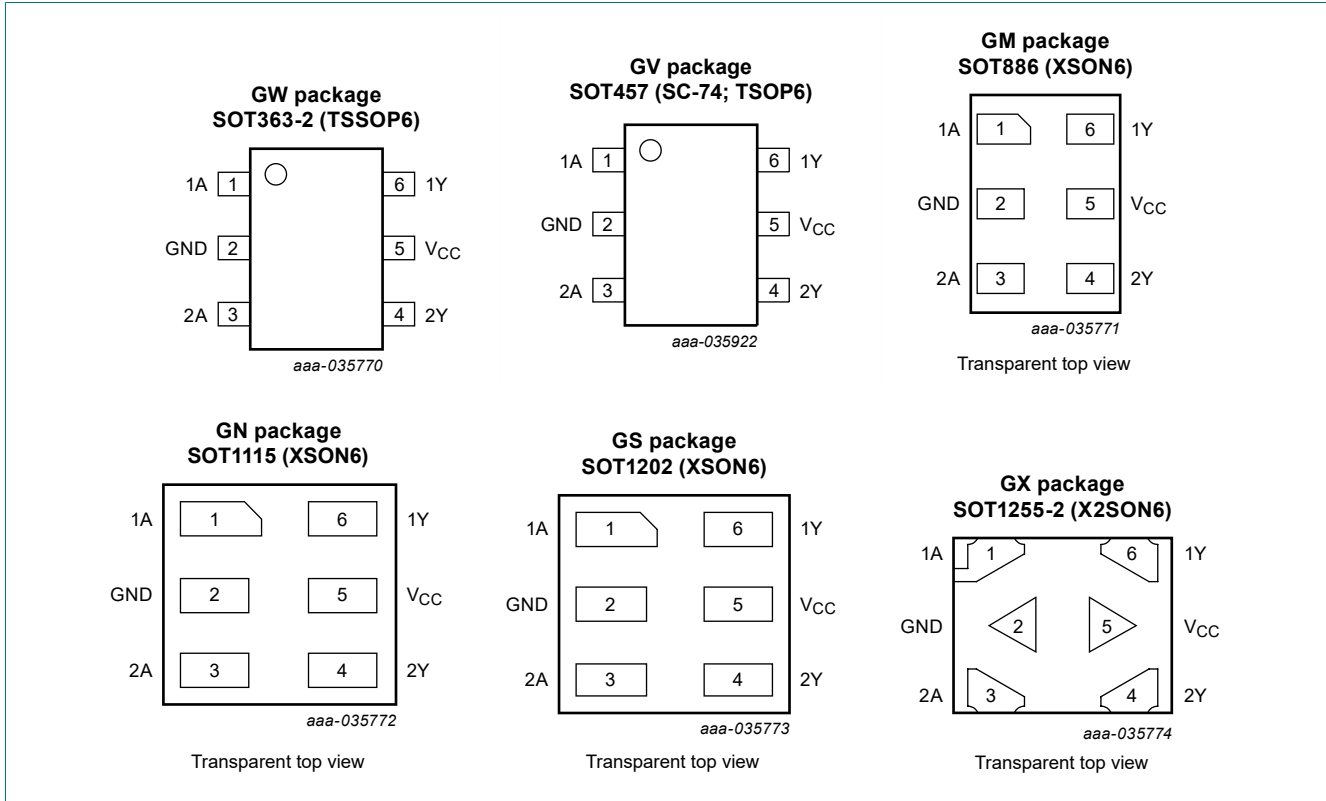 GW package
SOT363-2 (TSSOP6)
1A 1 6 1Y
GND 2 5 VCC
2A 3 4 2Y
aaa-035770
GV package
SOT457 (SC-74; TSOP6)
1A 1 6 1Y
GND 2 5 VCC
2A 3 4 2Y
aaa-035922
GM package
SOT886 (XSON6)
1A 1 6 1Y
GND 2 5 VCC
2A 3 4 2Y
aaa-035771
Transparent top view
GN package
SOT1115 (XSON6)
1A 1 6 1Y
GND 2 5 VCC
2A 3 4 2Y
aaa-035772
Transparent top view
GS package
SOT1202 (XSON6)
1A 1 6 1Y
GND 2 5 VCC
2A 3 4 2Y
aaa-035773
Transparent top view
GX package
SOT1255-2 (X2SON6)
1A 1 6 1Y
GND 2 5 VCC
2A 3 4 2Y
aaa-035774
Transparent top view